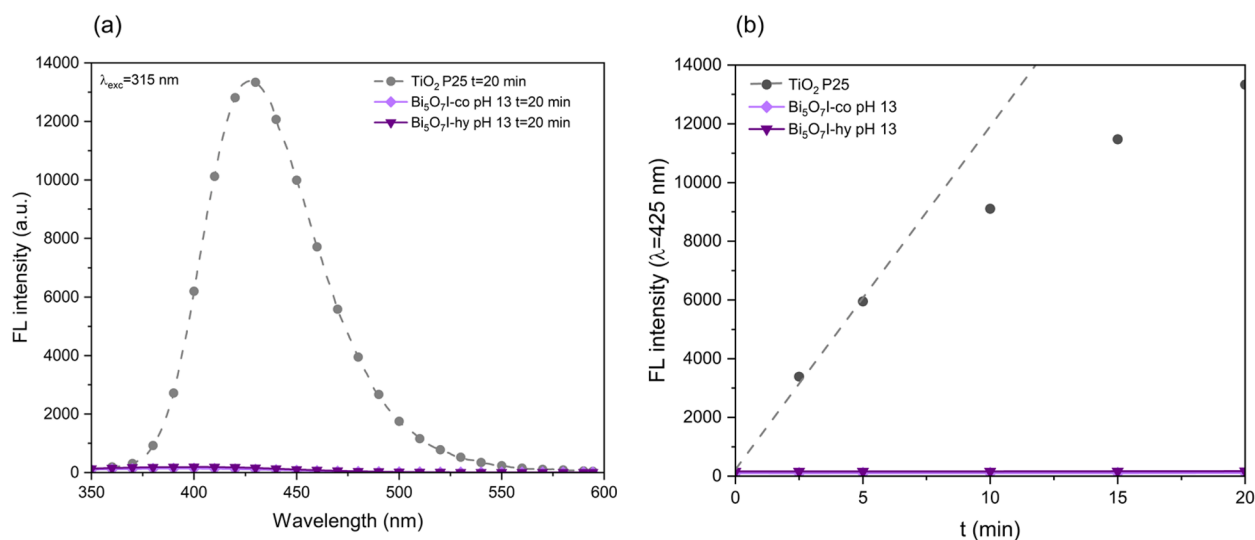 (a)
λexc=315 nm
TiO2 P25 t=20 min
Bi5O7I-co pH 13 t=20 min
Bi5O7I-hy pH 13 t=20 min
14000
12000
10000
8000
6000
4000
2000
0
FL intensity (a.u.)
350
400
450
500
550
600
Wavelength (nm)
(b)
TiO2 P25
Bi5O7I-co pH 13
Bi5O7I-hy pH 13
14000
12000
10000
8000
6000
4000
2000
0
FL intensity (λ=425 nm)
0
5
10
15
20
t (min)